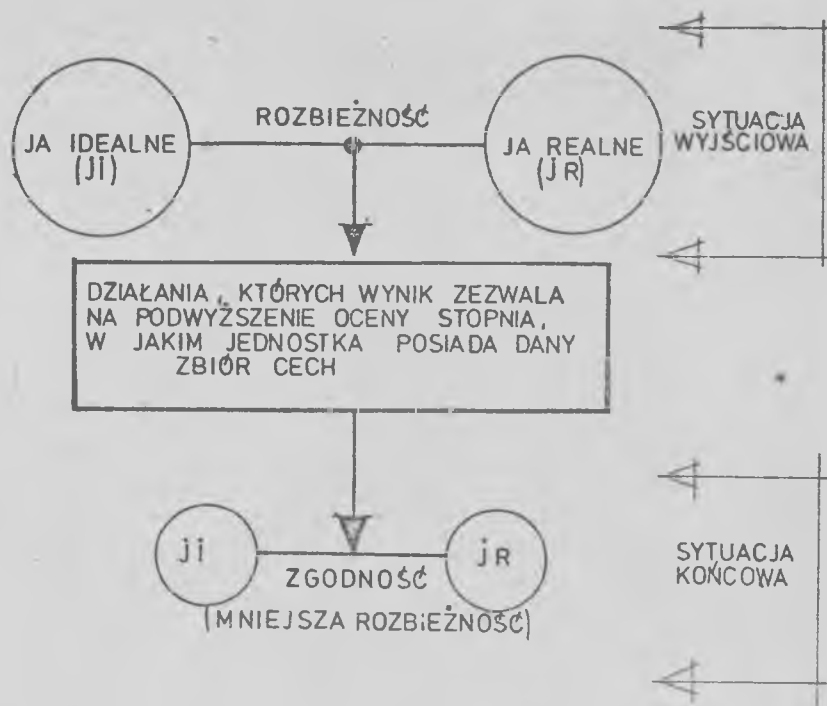 ROZBIEŻNOŚĆ
JA IDEALNE
(Ji)
JA REALNE
(jR)
SYTUACJA
WYJŚCIOWA
DZIAŁANIA, KTÓRYCH WYNIK ZEZWALA
NA PODWYŻSZENIE OCENY STOPNIA,
W JAKIM JEDNOSTKA POSIADA DANY
ZBIÓR CECH
ji
jR
ZGODNOŚĆ
(MNIEJSZA ROZBIEŻNOŚĆ)
SYTUACJA
KOŃCOWA